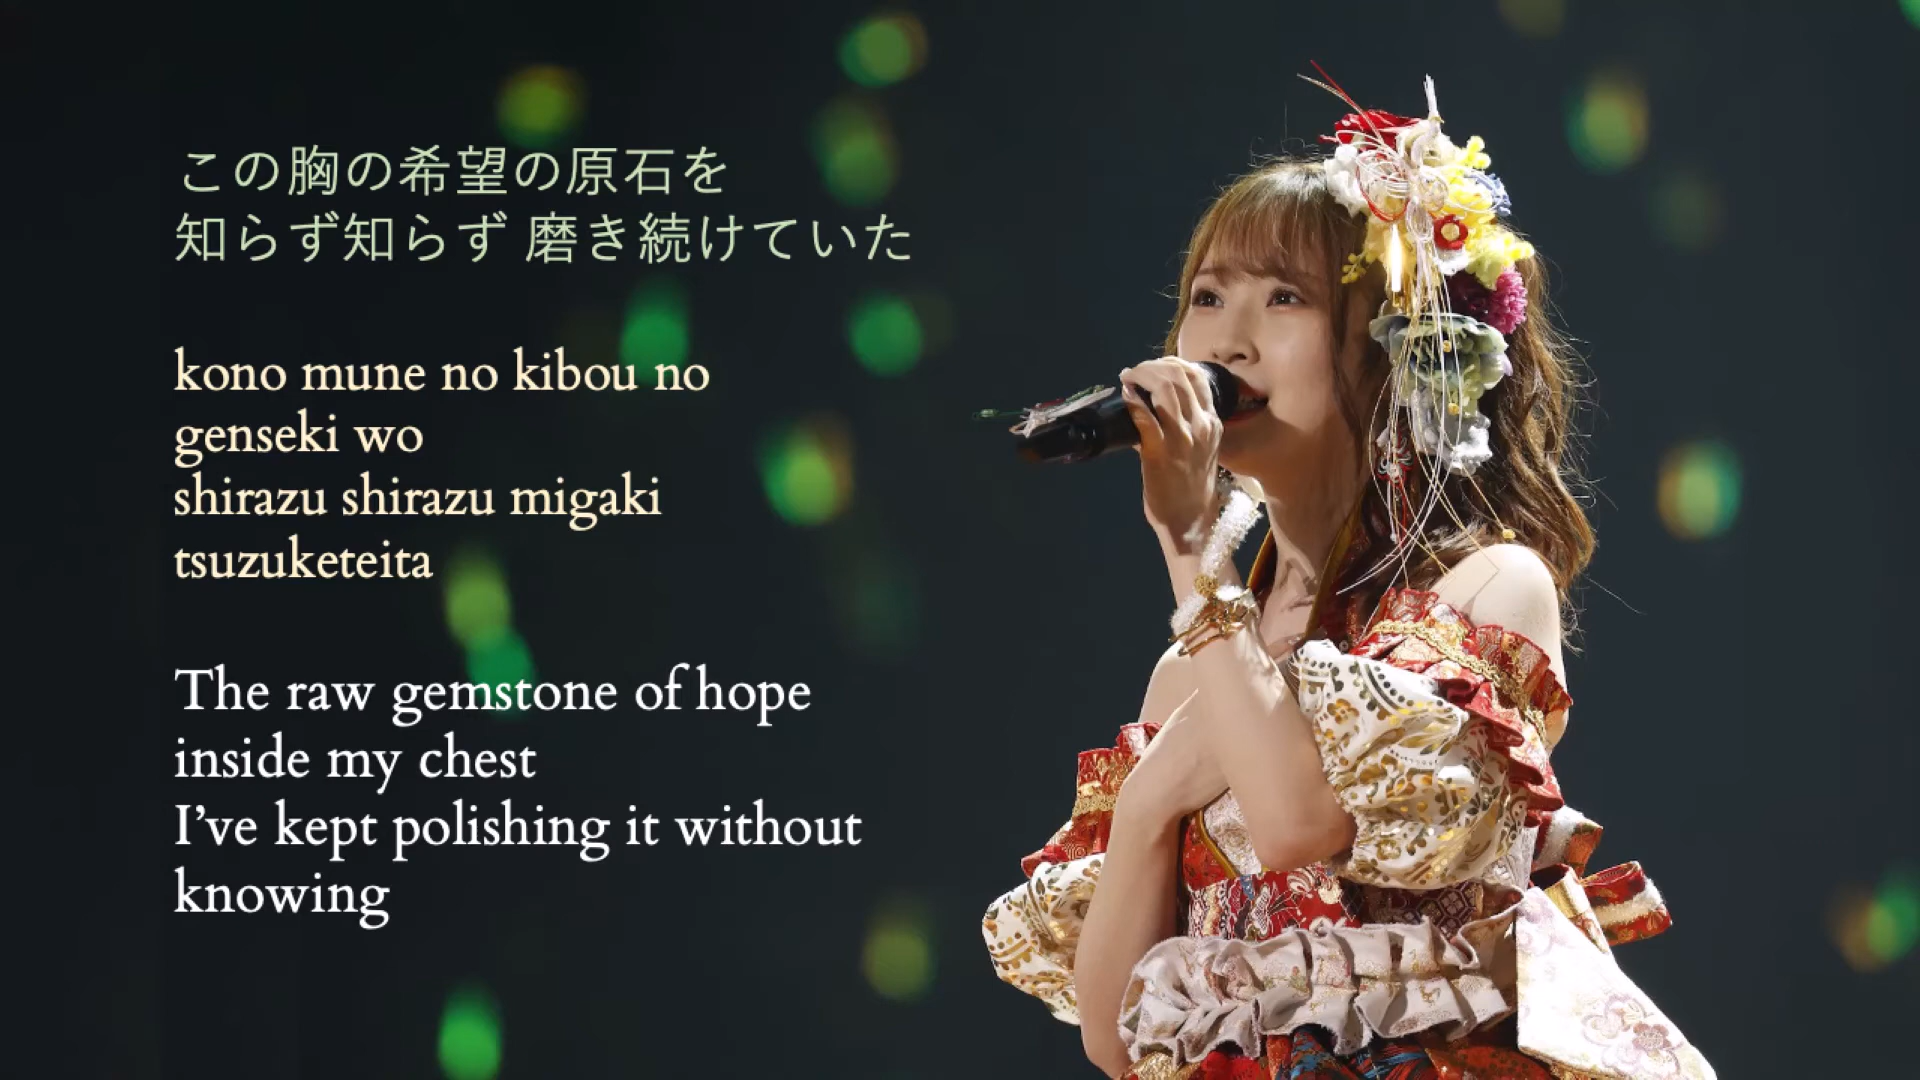 この胸の希望の原石を
知らず知らず 磨き続けていた
kono mune no kibou no
genseki wo
shirazu shirazu migaki
tsuzuketeita
The raw gemstone of hope
inside my chest
I’ve kept polishing it without
knowing